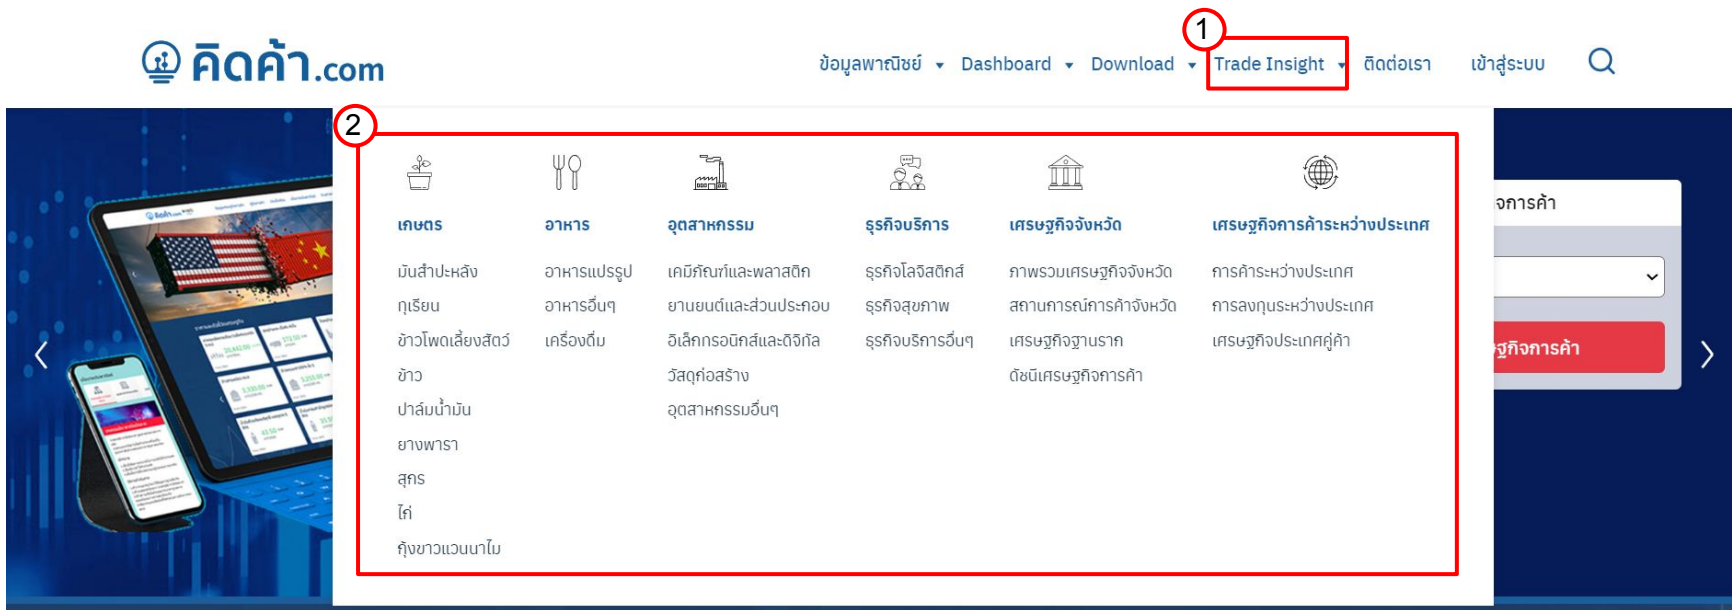 1
คิดค้า.com
ข้อมูลพาณิชย์ Dashboard Download Trade Insight ติดต่อเรา เข้าสู่ระบบ
2
เกษตร อาหาร อุตสาหกรรม ธุรกิจบริการ เศรษฐกิจจังหวัด เศรษฐกิจการค้าระหว่างประเทศ
จการค้า
มันสำปะหลัง อาหารแปรรูป เคมีภัณฑ์และพลาสติก ธุรกิจโลจิสติกส์ ภาพรวมเศรษฐกิจจังหวัด การค้าระหว่างประเทศ
ทุเรียน อาหารอื่นๆ ยานยนต์และส่วนประกอบ ธุรกิจสุขภาพ สถานการณ์การค้าจังหวัด การลงทุนระหว่างประเทศ
ข้าวโพดเลี้ยงสัตว์ เครื่องดื่ม อิเล็กทรอนิกส์และดิจิทัล ธุรกิจบริการอื่นๆ เศรษฐกิจฐานราก เศรษฐกิจประเทศคู่ค้า
ฐกิจการค้า
ข้าว วัสดุก่อสร้าง ดัชนีเศรษฐกิจการค้า
ปาล์มน้ำมัน อุตสาหกรรมอื่นๆ
ยางพารา
สุกร
ไก่
กุ้งขาวแวนนาไม